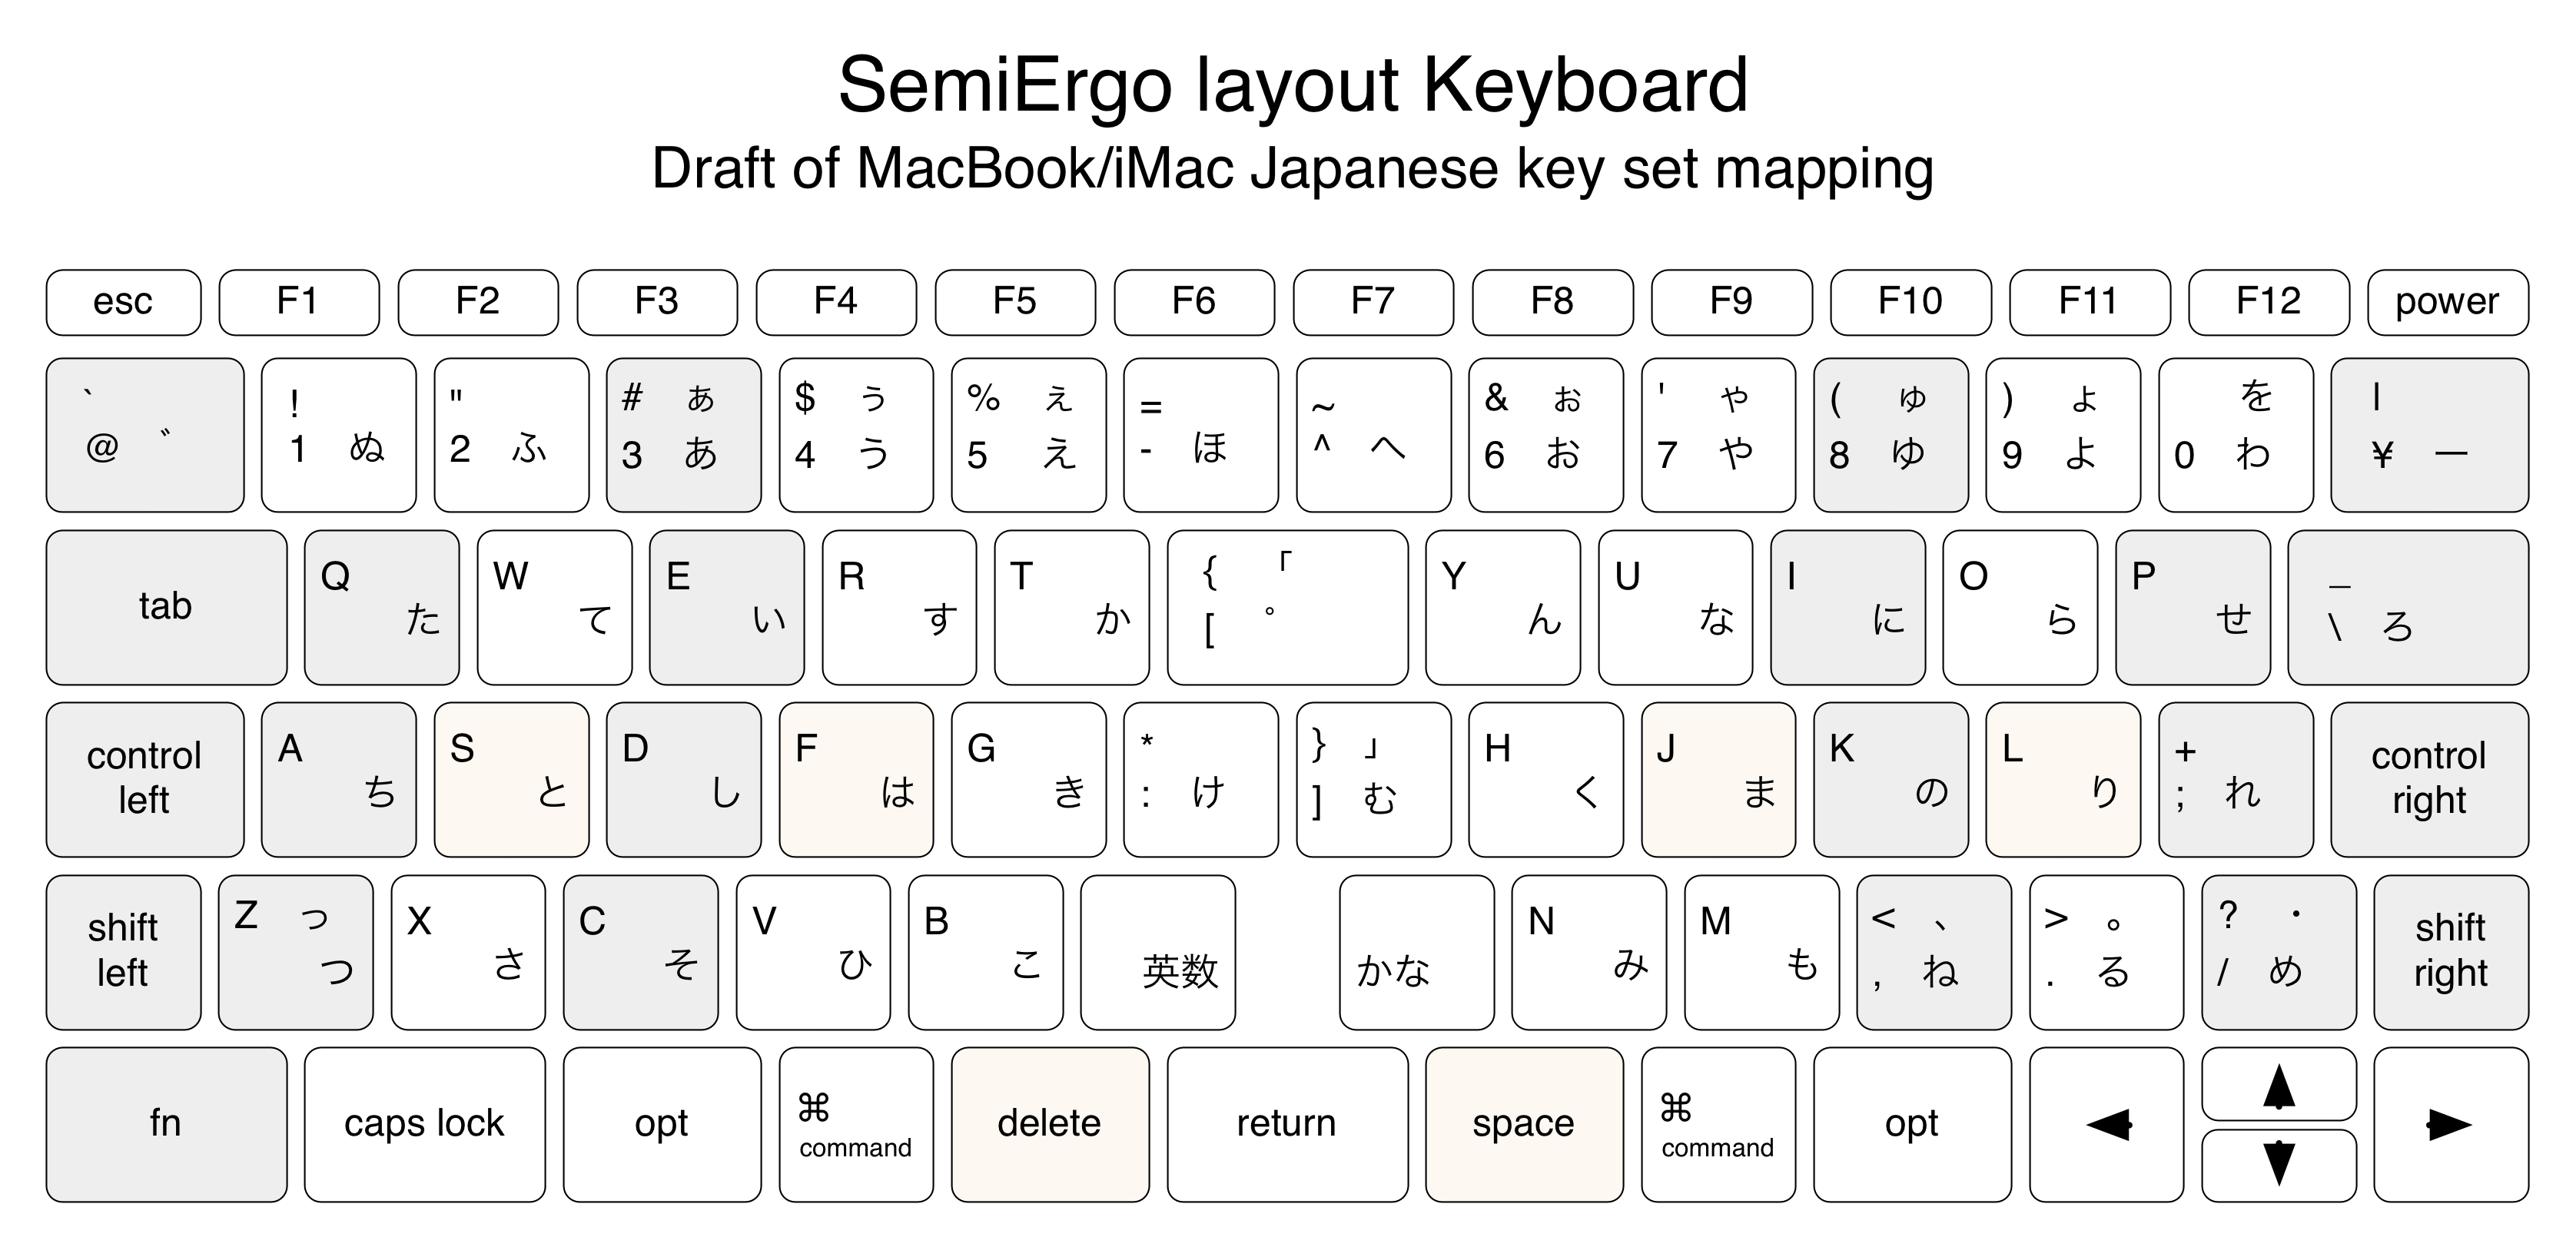 SemiErgo layout Keyboard
Draft of MacBook/iMac Japanese key set mapping
esc F1 F2 F3 F4 F5 F6 F7 F8 F9 F10 F11 F12 power
` ! " # ぁ $ ぅ % ぇ = ~ & ぉ ' ゃ ( ゅ ) ょ を |
@ ゛ 1 ぬ 2 ふ 3 あ 4 う 5 え - ほ ^ へ 6 お 7 や 8 ゆ 9 よ 0 わ ¥ ー
Q W E R T { 「 Y U I O P _
tab た て い す か [ ゜ ん な に ら せ \ ろ
control A S D F G * } 」 H J K L + control
left ち と し は き : け ] む く ま の り ; れ right
shift Z っ X C V B N M < 、 > 。 ? ・ shift
left つ さ そ ひ こ 英数 かな み も , ね . る / め right
⌘ ⌘ ▲
fn caps lock opt command delete return space command opt ◀ ▶
▼